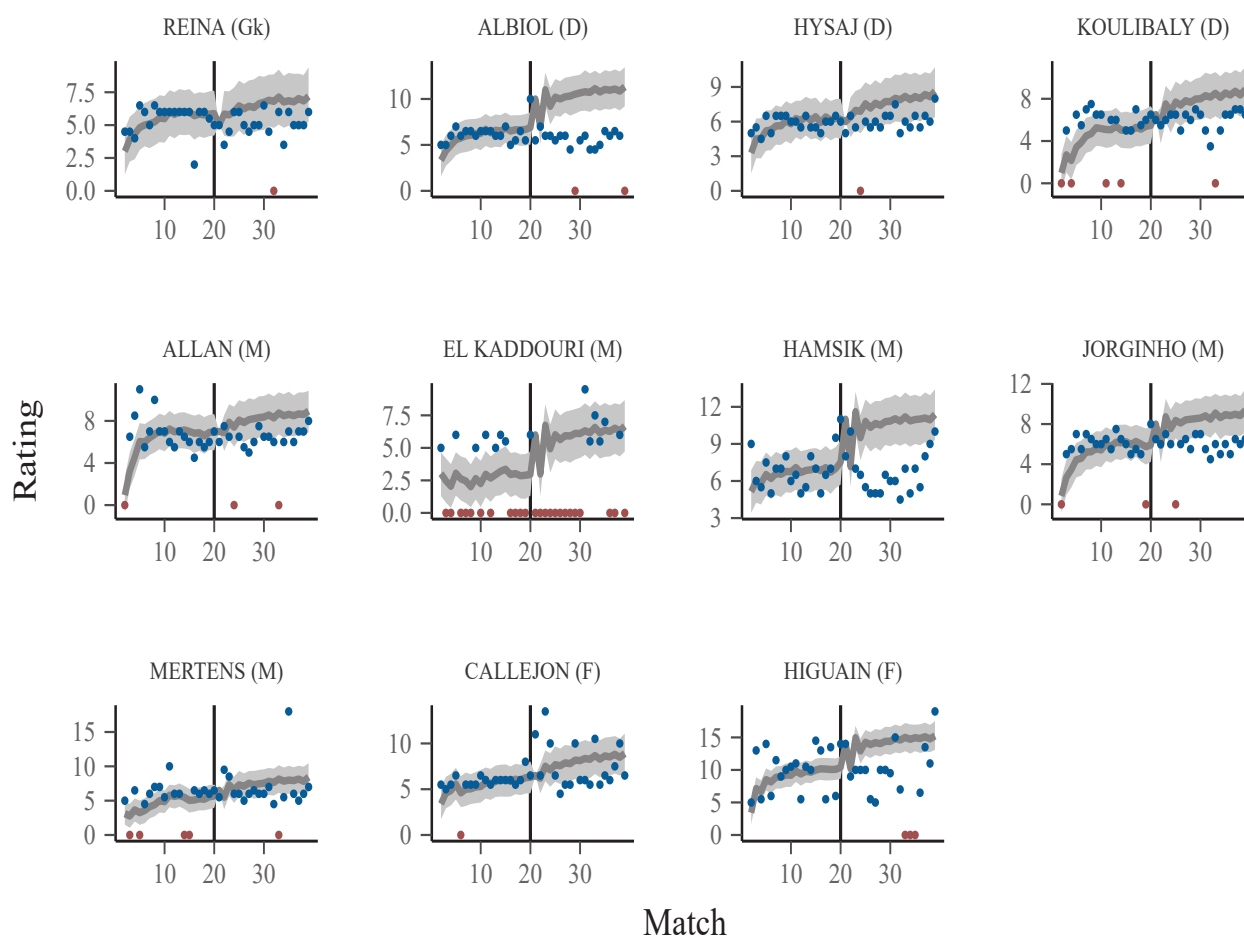 REINA (Gk) ALBIOL (D) HYSAJ (D) KOULIBALY (D)
7.5
5.0
2.5
0.0
10 20 30
10
5
0
10 20 30
9
6
3
0
10 20 30
8
4
0
10 20 30
ALLAN (M) EL KADDOURI (M) HAMSIK (M) JORGINHO (M)
8
4
0
10 20 30
7.5
5.0
2.5
0.0
10 20 30
12
9
6
3
10 20 30
12
8
4
0
10 20 30
MERTENS (M) CALLEJON (F) HIGUAIN (F)
15
10
5
0
10 20 30
10
5
0
10 20 30
15
10
5
0
10 20 30
Rating
Match